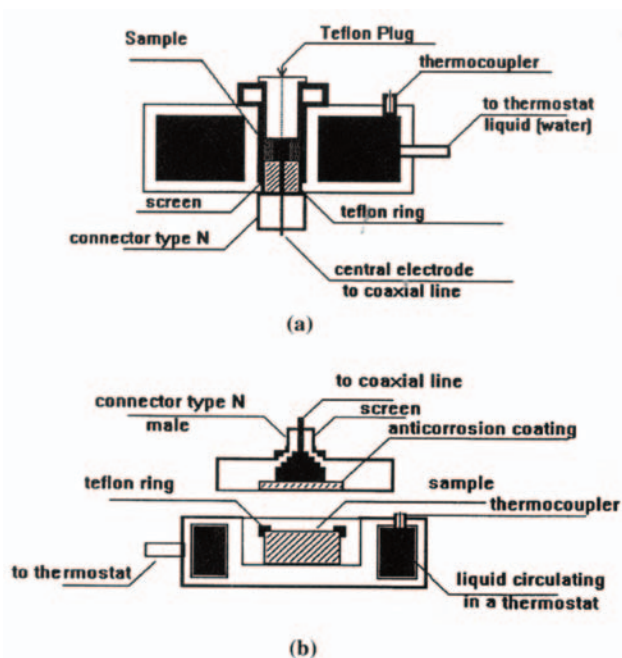 Teflon Plug
Sample
thermocoupler
to thermostat
liquid (water)
screen
teflon ring
connector type N
central electrode
to coaxial line
(a)
to coaxial line
connector type N
male
screen
anticorrosion coating
teflon ring
sample
thermocoupler
to thermostat
liquid circulating
in a thermostat
(b)